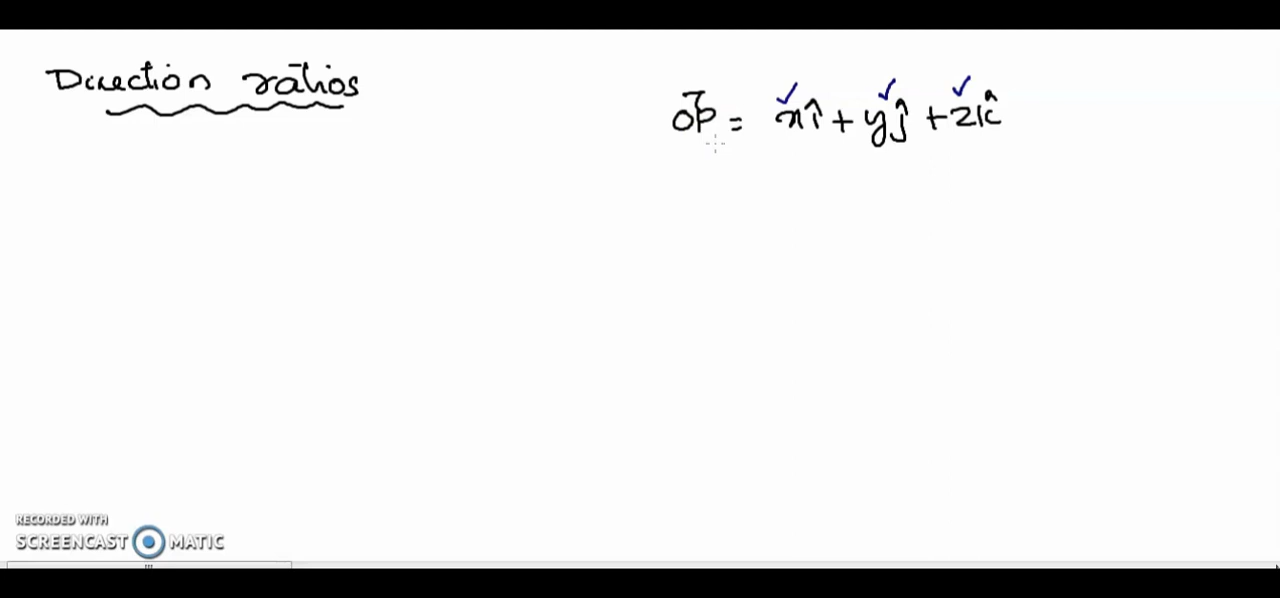 Direction ratios
OP⃗ = xî + yĵ + zk̂
RECORDED WITH
SCREENCAST MATIC